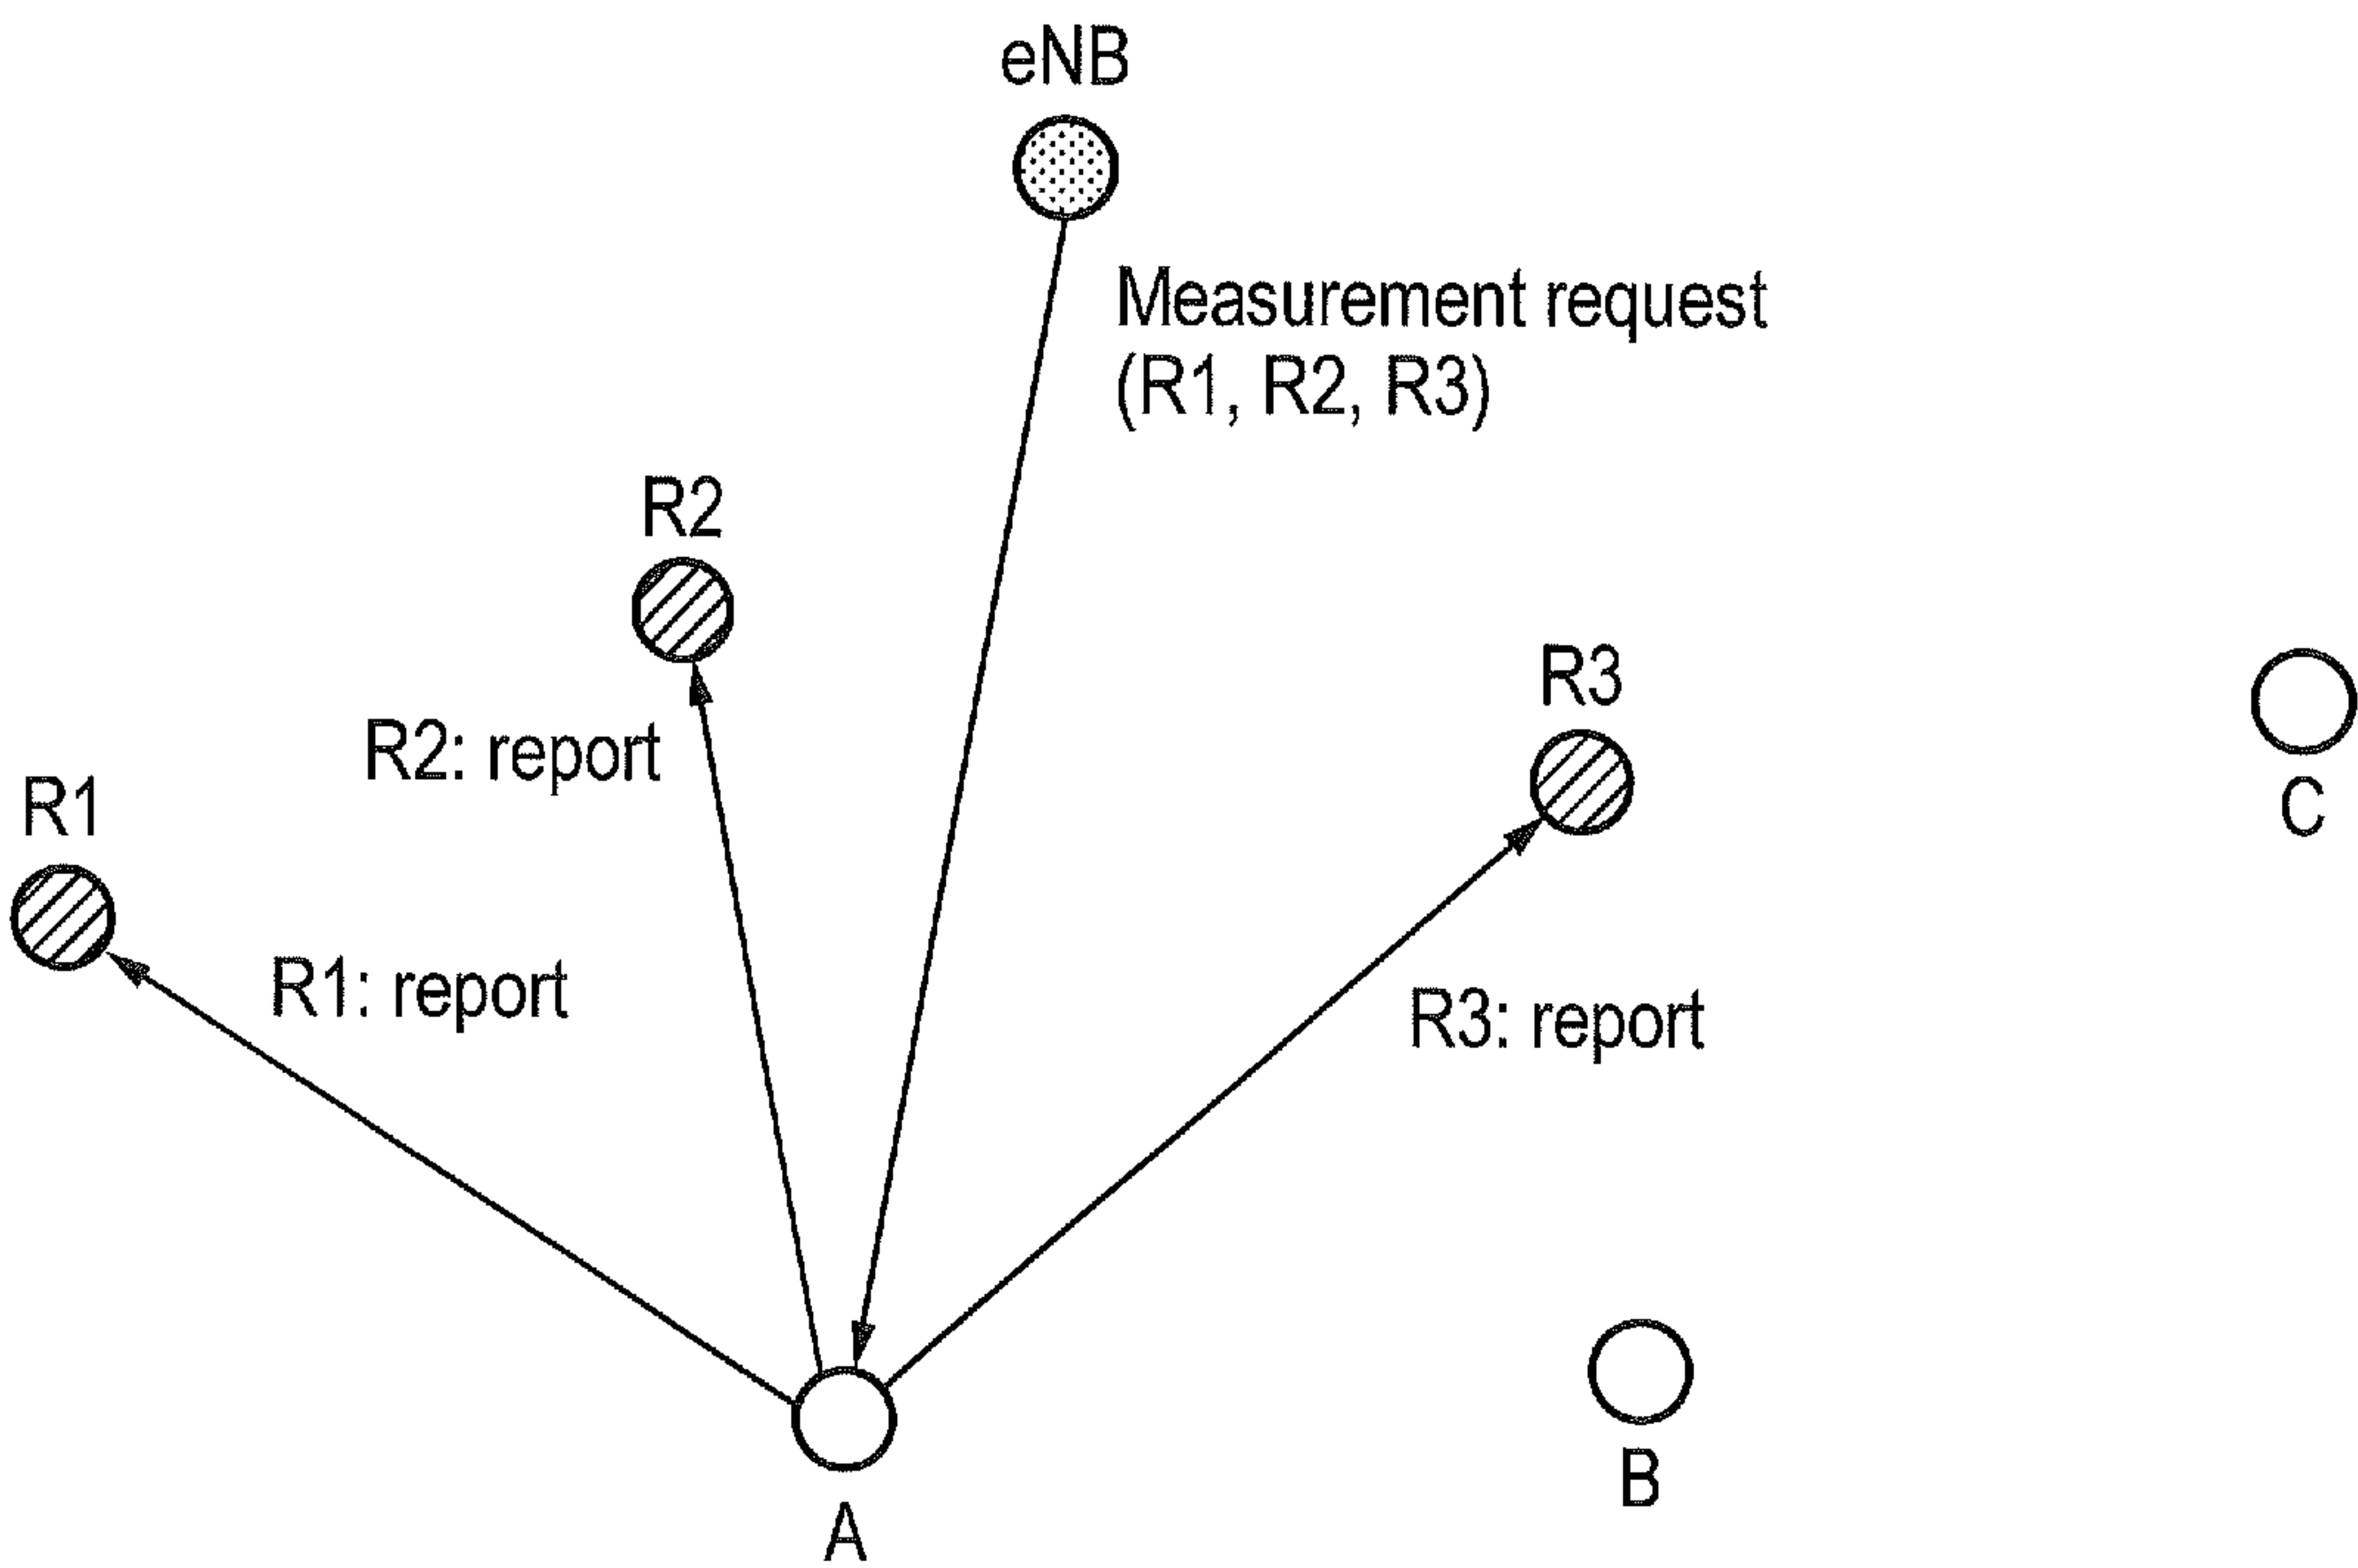 eNB
Measurement request
(R1, R2, R3)
R2
R3
R2: report
R1
C
R1: report
R3: report
B
A